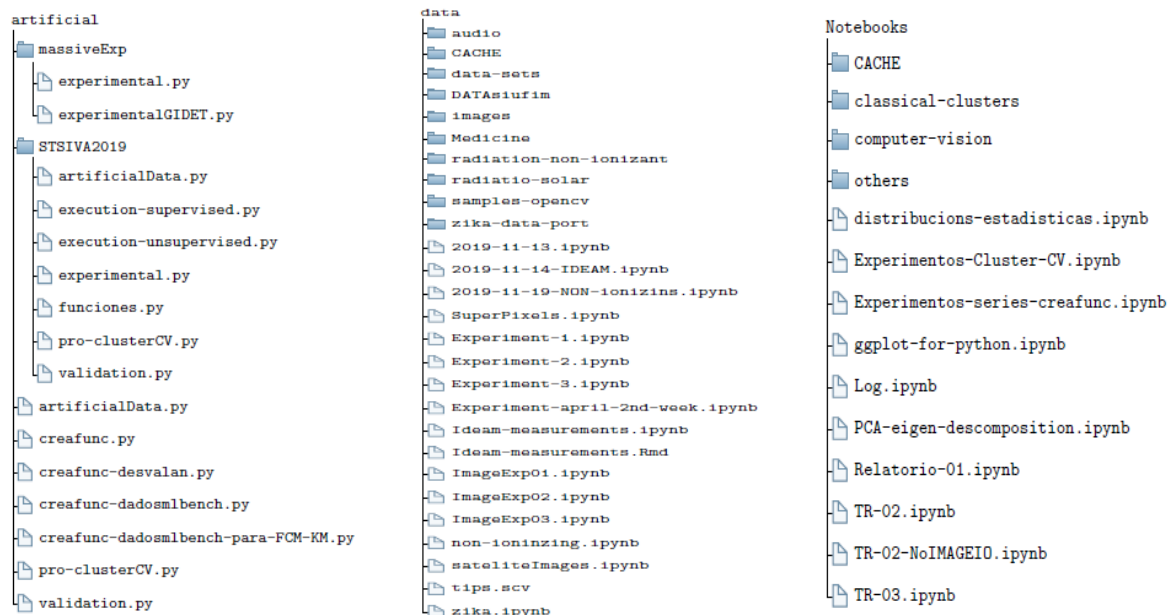 artificial
massiveExp
experimental.py
experimentalGIDET.py
STSIVA2019
artificialData.py
execution-supervised.py
execution-unsupervised.py
experimental.py
funciones.py
pro-clusterCV.py
validation.py
artificialData.py
creafunc.py
creafunc-desvalan.py
creafunc-dadosmlbench.py
creafunc-dadosmlbench-para-FCM-KM.py
pro-clusterCV.py
validation.py
data
audio
CACHE
data-sets
DATAsiufim
images
Medicine
radiation-non-ionizant
radiatio-solar
samples-opencv
zika-data-port
2019-11-13.ipynb
2019-11-14-IDEAM.ipynb
2019-11-19-NON-ionizins.ipynb
SuperPixels.ipynb
Experiment-1.ipynb
Experiment-2.ipynb
Experiment-3.ipynb
Experiment-april-2nd-week.ipynb
Ideam-measurements.ipynb
Ideam-measurements.Rmd
ImageExp01.ipynb
ImageExp02.ipynb
ImageExp03.ipynb
non-ioninzing.ipynb
sateliteImages.ipynb
tips.scv
zika.ipynb
Notebooks
CACHE
classical-clusters
computer-vision
others
distribucions-estadisticas.ipynb
Experimentos-Cluster-CV.ipynb
Experimentos-series-creafunc.ipynb
ggplot-for-python.ipynb
Log.ipynb
PCA-eigen-descomposition.ipynb
Relatorio-01.ipynb
TR-02.ipynb
TR-02-NoIMAGEIO.ipynb
TR-03.ipynb